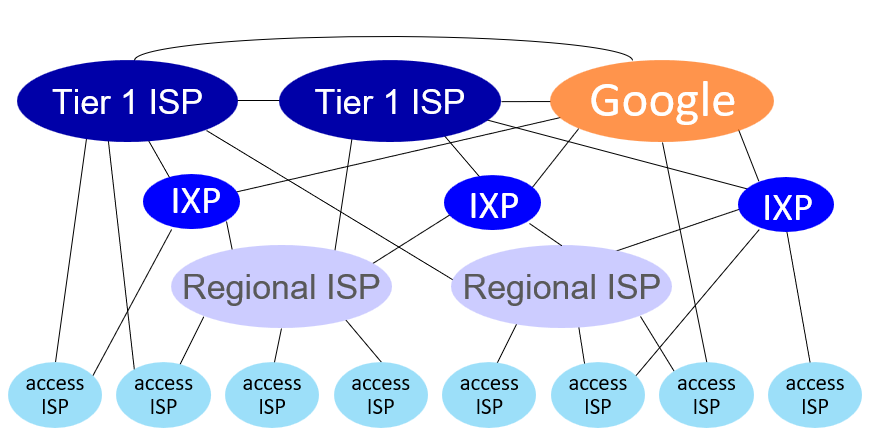 Tier 1 ISP
Tier 1 ISP
Google
IXP
IXP
IXP
Regional ISP
Regional ISP
access
ISP
access
ISP
access
ISP
access
ISP
access
ISP
access
ISP
access
ISP
access
ISP